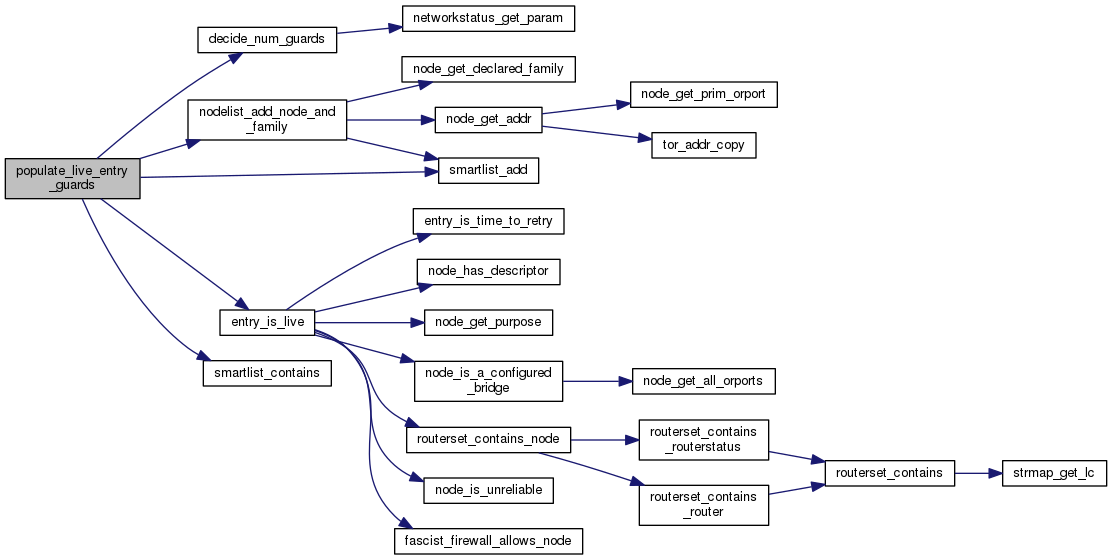 populate_live_entry
_guards
decide_num_guards
networkstatus_get_param
nodelist_add_node_and
_family
node_get_declared_family
node_get_addr
node_get_prim_orport
tor_addr_copy
smartlist_add
entry_is_live
entry_is_time_to_retry
node_has_descriptor
node_get_purpose
node_is_a_configured
_bridge
node_get_all_orports
routerset_contains_node
routerset_contains
_routerstatus
routerset_contains
_router
routerset_contains
strmap_get_lc
node_is_unreliable
fascist_firewall_allows_node
smartlist_contains